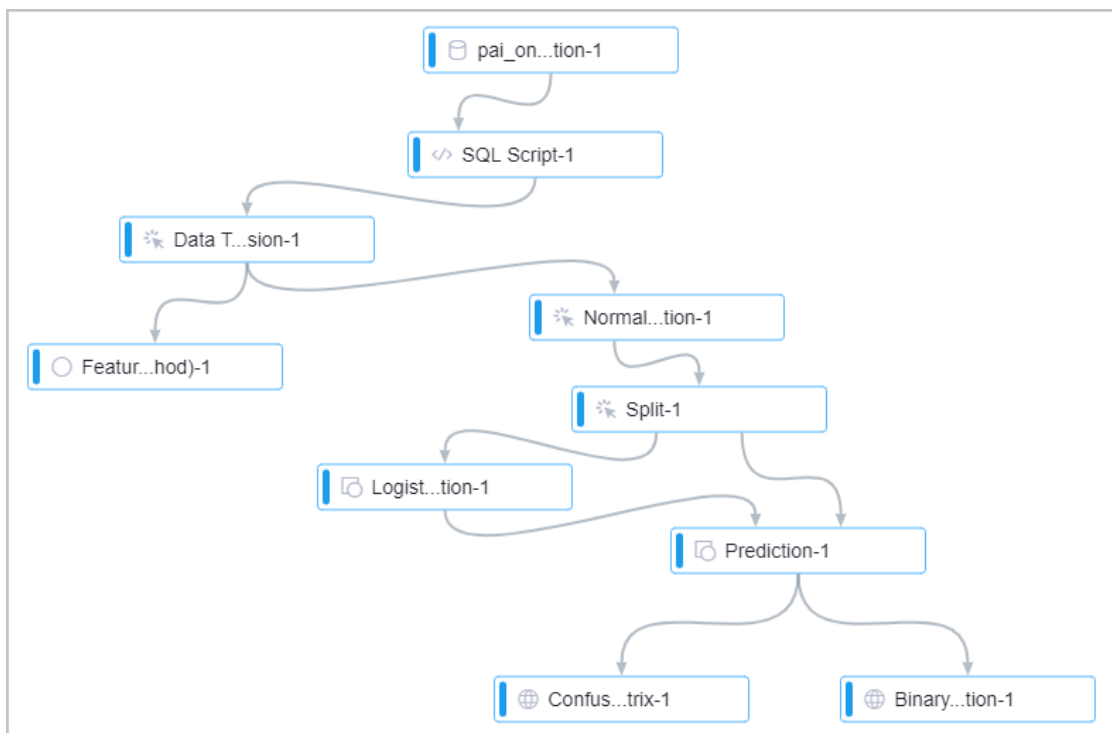 pai_on...tion-1
SQL Script-1
Data T...sion-1
Normal...tion-1
Featur...hod)-1
Split-1
Logist...tion-1
Prediction-1
Confus...trix-1
Binary...tion-1